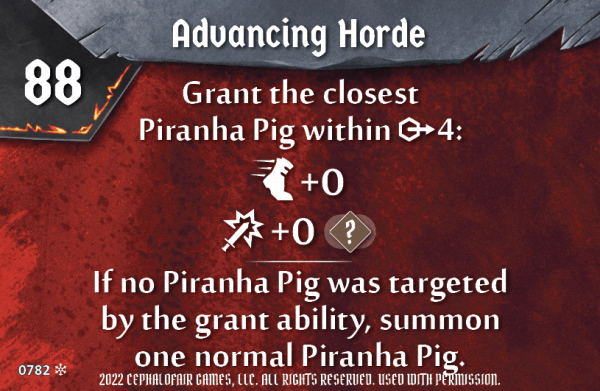 Advancing Horde
88
Grant the closest
Piranha Pig within 4:
+0
+0 ?
If no Piranha Pig was targeted
by the grant ability, summon
one normal Piranha Pig.
0782
2022 CEPHALOFAIR GAMES, LLC. ALL RIGHTS RESERVED. USED WITH PERMISSION.